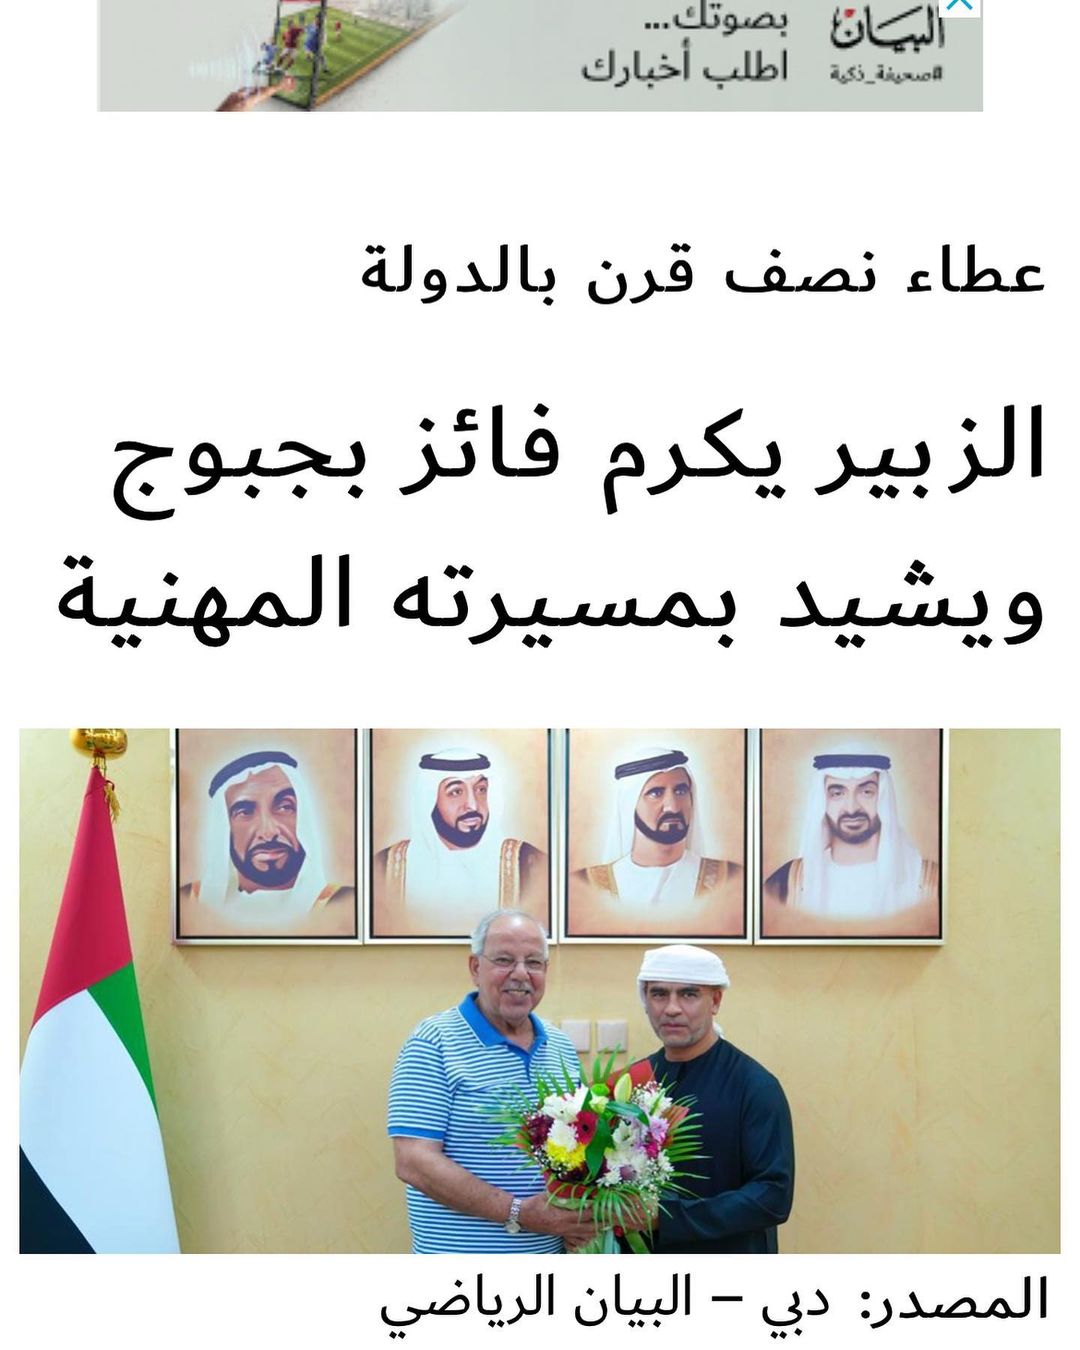 بصوتك...
اطلب أخبارك
البيان
#صحيفة_ذكية
عطاء نصف قرن بالدولة
الزبير يكرم فائز بجبوج
ويشيد بمسيرته المهنية
المصدر: دبي – البيان الرياضي